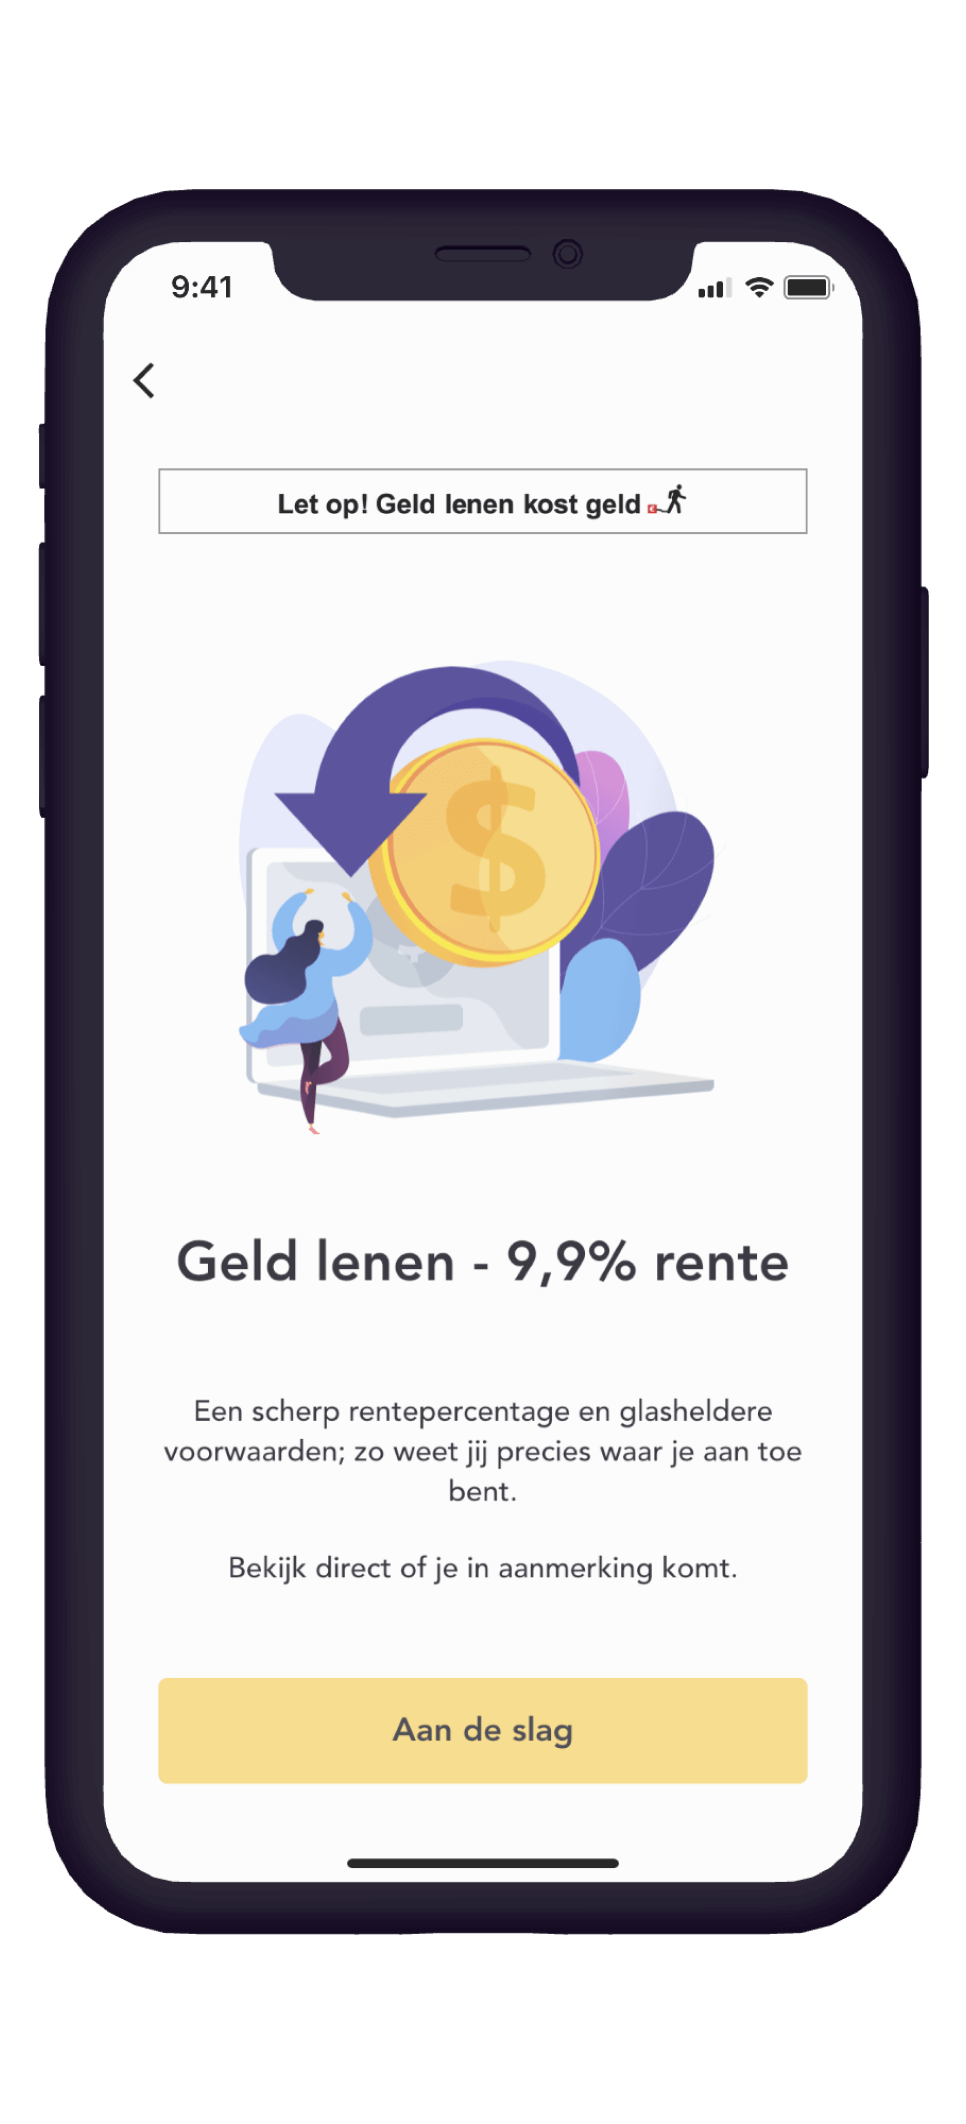 9:41
Let op! Geld lenen kost geld
$
Geld lenen - 9,9% rente
Een scherp rentepercentage en glasheldere
voorwaarden; zo weet jij precies waar je aan toe
bent.
Bekijk direct of je in aanmerking komt.
Aan de slag